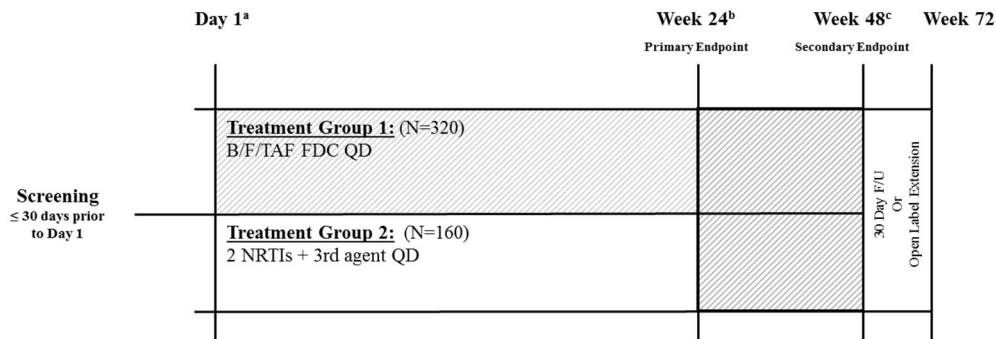 Day 1ᵃ
Week 24ᵇ
Week 48ᶜ
Week 72
Primary Endpoint
Secondary Endpoint
Treatment Group 1: (N=320)
B/F/TAF FDC QD
Screening
≤ 30 days prior
to Day 1
Treatment Group 2: (N=160)
2 NRTIs + 3rd agent QD
30 Day F/U
Or
Open Label Extension